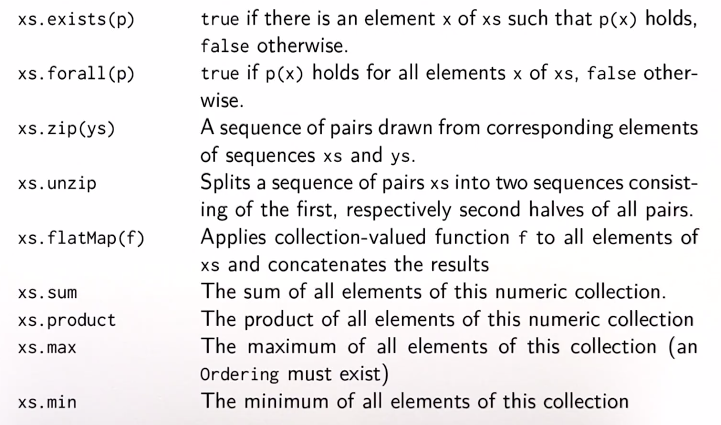 xs.exists(p) true if there is an element x of xs such that p(x) holds,
false otherwise.
xs.forall(p) true if p(x) holds for all elements x of xs, false other-
wise.
xs.zip(ys) A sequence of pairs drawn from corresponding elements
of sequences xs and ys.
xs.unzip Splits a sequence of pairs xs into two sequences consist-
ing of the first, respectively second halves of all pairs.
xs.flatMap(f) Applies collection-valued function f to all elements of
xs and concatenates the results
xs.sum The sum of all elements of this numeric collection.
xs.product The product of all elements of this numeric collection
xs.max The maximum of all elements of this collection (an
Ordering must exist)
xs.min The minimum of all elements of this collection